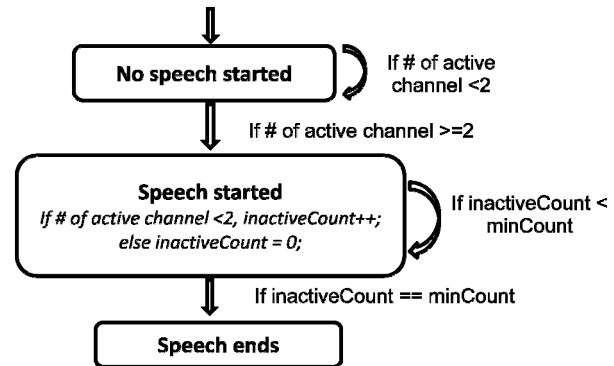 No speech started
If # of active
channel <2
If # of active channel >=2
Speech started
If # of active channel <2, inactiveCount++;
else inactiveCount = 0;
If inactiveCount <
minCount
If inactiveCount == minCount
Speech ends